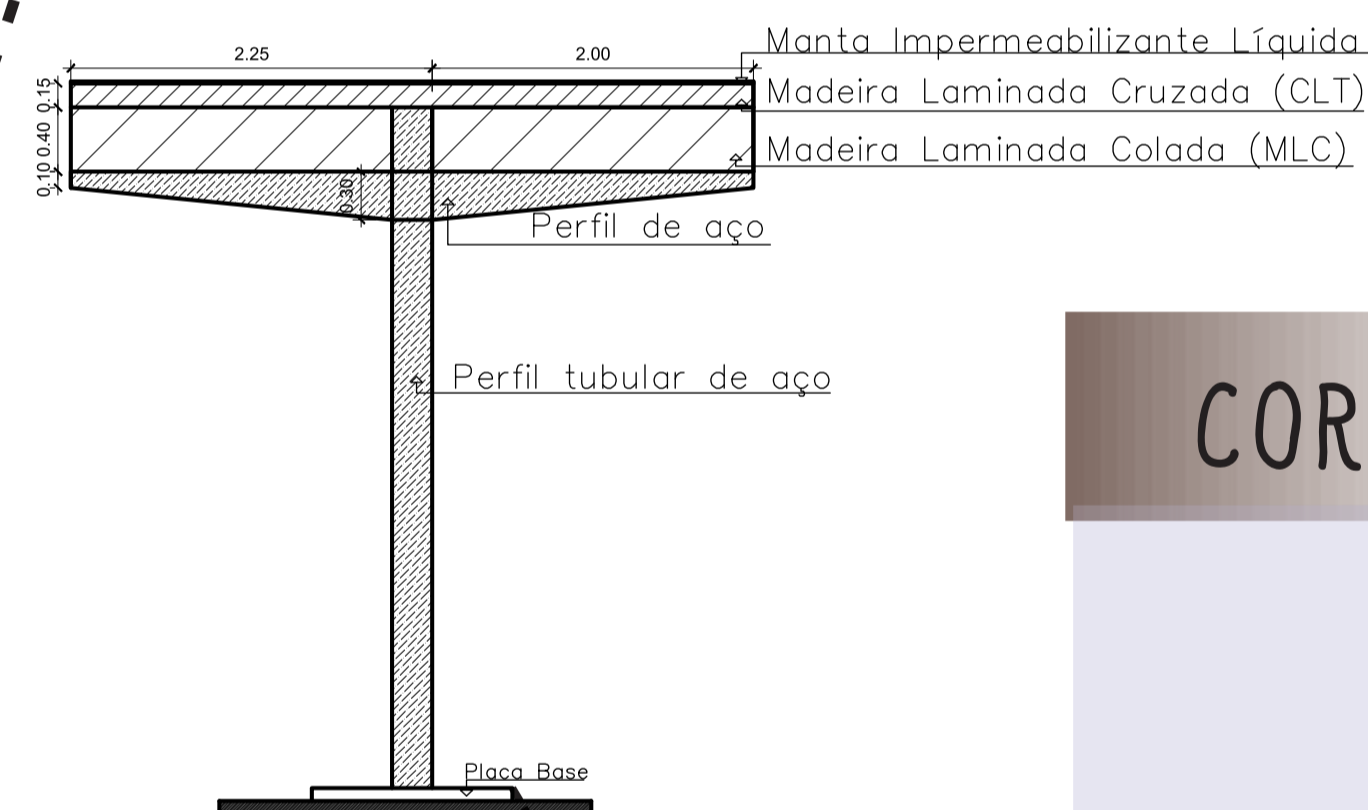 2.25
2.00
Manta Impermeabilizante Líquida
0.15
Madeira Laminada Cruzada (CLT)
0.40
Madeira Laminada Colada (MLC)
0.10
0.30
Perfil de aço
Perfil tubular de aço
COR
Placa Base